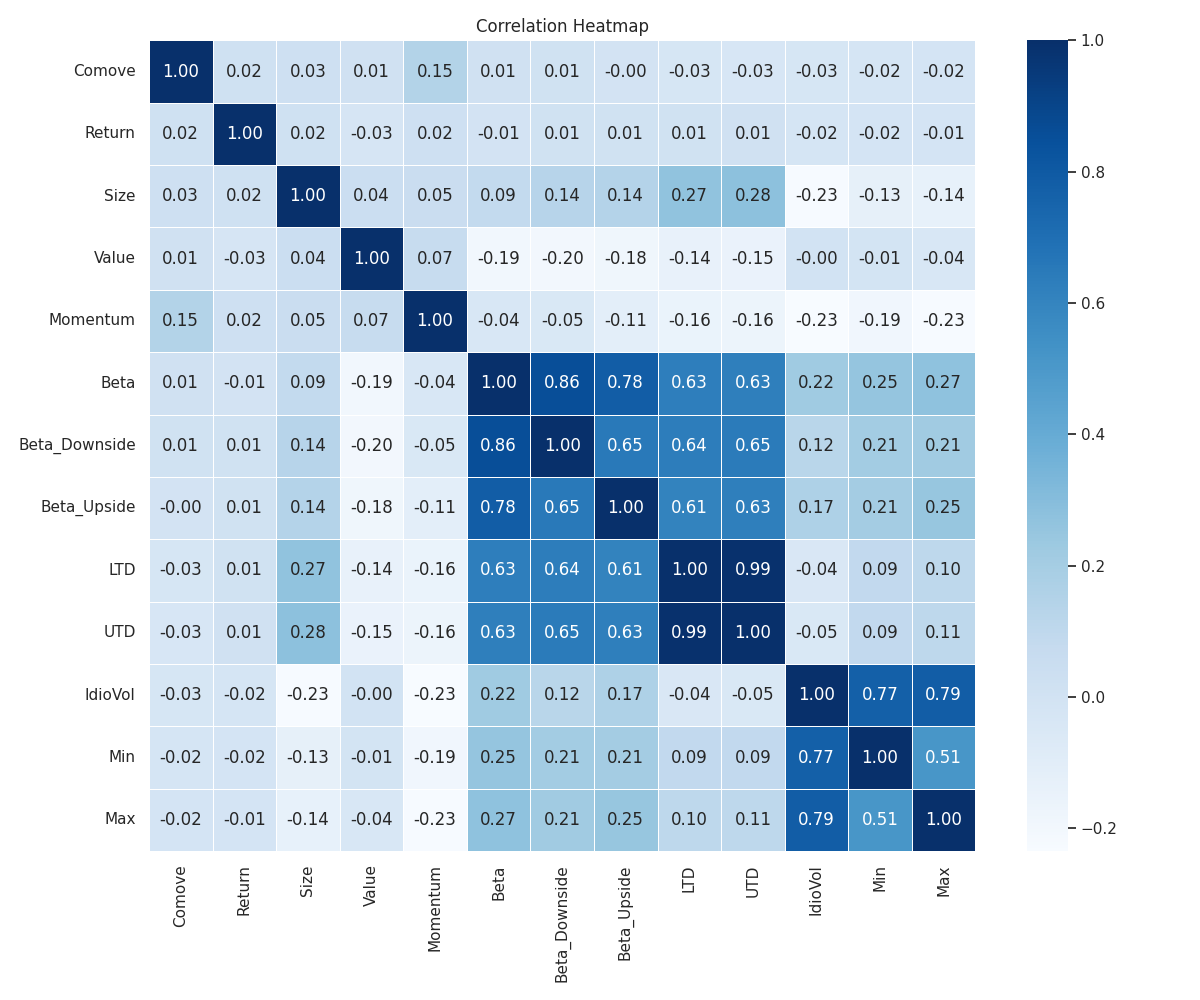 Correlation Heatmap
Comove 1.00 0.02 0.03 0.01 0.15 0.01 0.01 -0.00 -0.03 -0.03 -0.03 -0.02 -0.02
Return 0.02 1.00 0.02 -0.03 0.02 -0.01 0.01 0.01 0.01 0.01 -0.02 -0.02 -0.01
Size 0.03 0.02 1.00 0.04 0.05 0.09 0.14 0.14 0.27 0.28 -0.23 -0.13 -0.14
Value 0.01 -0.03 0.04 1.00 0.07 -0.19 -0.20 -0.18 -0.14 -0.15 -0.00 -0.01 -0.04
Momentum 0.15 0.02 0.05 0.07 1.00 -0.04 -0.05 -0.11 -0.16 -0.16 -0.23 -0.19 -0.23
Beta 0.01 -0.01 0.09 -0.19 -0.04 1.00 0.86 0.78 0.63 0.63 0.22 0.25 0.27
Beta_Downside 0.01 0.01 0.14 -0.20 -0.05 0.86 1.00 0.65 0.64 0.65 0.12 0.21 0.21
Beta_Upside -0.00 0.01 0.14 -0.18 -0.11 0.78 0.65 1.00 0.61 0.63 0.17 0.21 0.25
LTD -0.03 0.01 0.27 -0.14 -0.16 0.63 0.64 0.61 1.00 0.99 -0.04 0.09 0.10
UTD -0.03 0.01 0.28 -0.15 -0.16 0.63 0.65 0.63 0.99 1.00 -0.05 0.09 0.11
IdioVol -0.03 -0.02 -0.23 -0.00 -0.23 0.22 0.12 0.17 -0.04 -0.05 1.00 0.77 0.79
Min -0.02 -0.02 -0.13 -0.01 -0.19 0.25 0.21 0.21 0.09 0.09 0.77 1.00 0.51
Max -0.02 -0.01 -0.14 -0.04 -0.23 0.27 0.21 0.25 0.10 0.11 0.79 0.51 1.00
Comove Return Size Value Momentum Beta Beta_Downside Beta_Upside LTD UTD IdioVol Min Max
1.0
0.8
0.6
0.4
0.2
0.0
−0.2